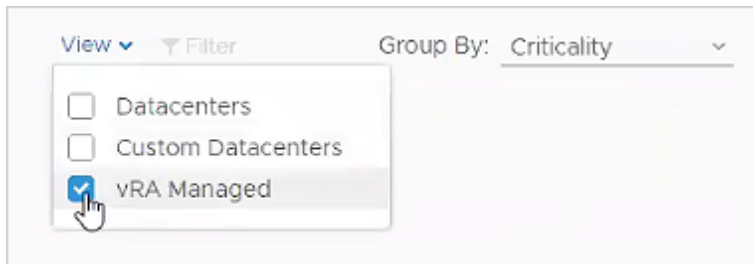 View Filter Group By: Criticality
Datacenters
Custom Datacenters
vRA Managed